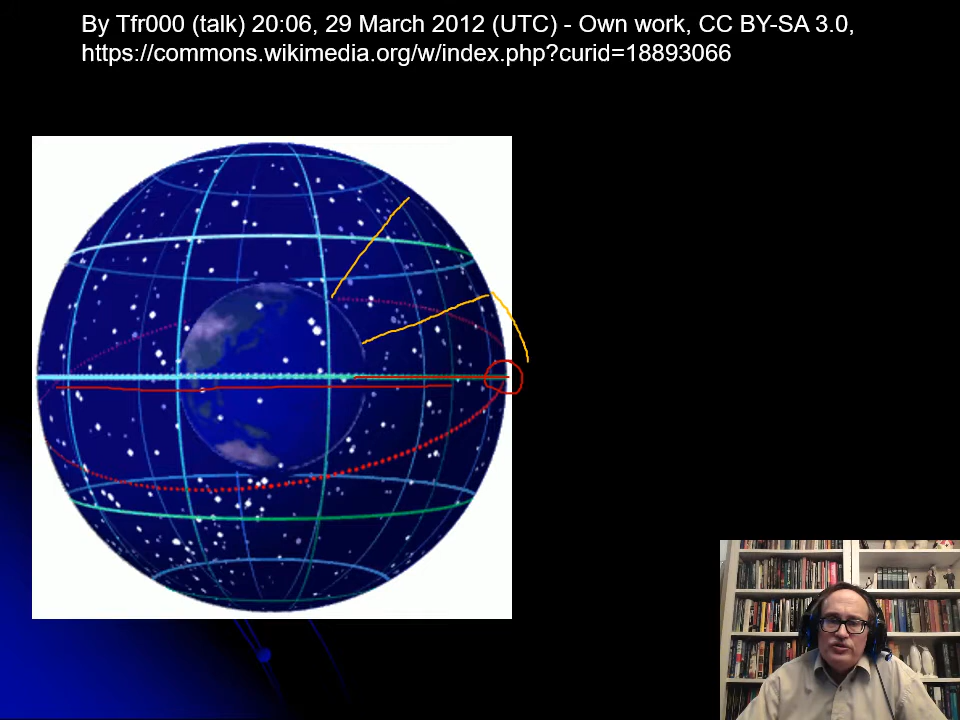 By Tfr000 (talk) 20:06, 29 March 2012 (UTC) - Own work, CC BY-SA 3.0,
https://commons.wikimedia.org/w/index.php?curid=18893066